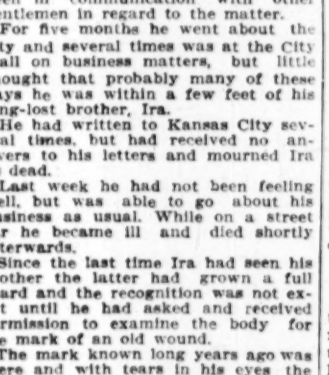 een in communication with other
entlemen in regard to the matter.
For five months he went about the
ty and several times was at the City
all on business matters, but little
ought that probably many of these
ays he was within a few feet of his
ng-lost brother, Ira.
He had written to Kansas City sev-
al times, but had received no an-
vers to his letters and mourned Ira
dead.
Last week he had not been feeling
ell, but was able to go about his
usiness as usual. While on a street
r he became ill and died shortly
terwards.
Since the last time Ira had seen his
other the latter had grown a full
ard and the recognition was not ex-
t until he had asked and received
rmission to examine the body for
e mark of an old wound.
The mark known long years ago was
ere and with tears in his eyes the